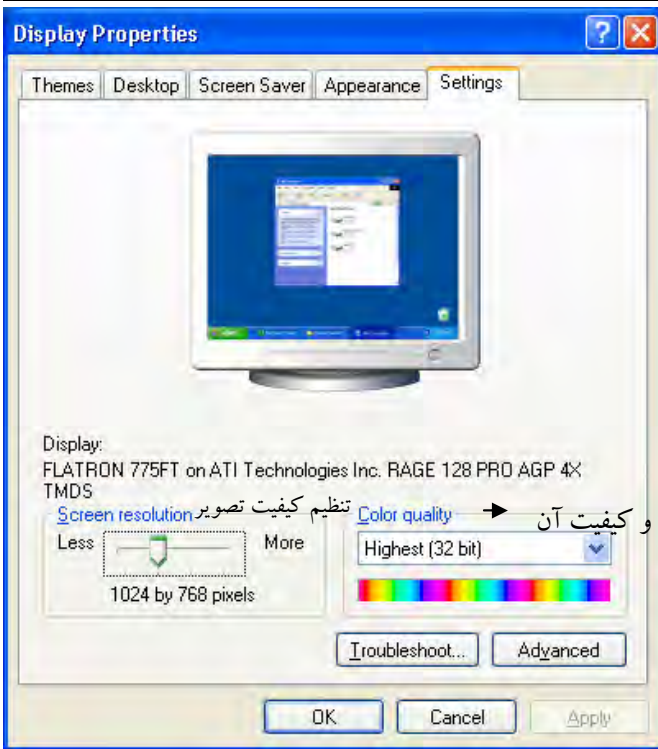 Display Properties
Themes Desktop Screen Saver Appearance Settings
Display:
FLATRON 775FT on ATI Technologies Inc. RAGE 128 PRO AGP 4X
TMDS
Screen resolution تنظیم کیفیت تصویر
Less More
1024 by 768 pixels
Color quality و کیفیت آن
Highest (32 bit)
Troubleshoot... Advanced
OK Cancel Apply